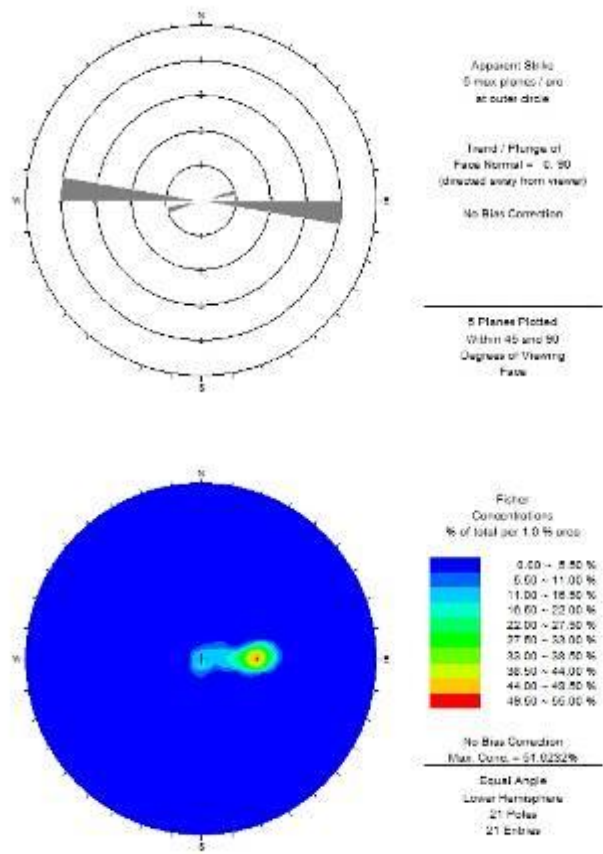 N
W
E
S
Apparent Strike
5 max planes / arc
at outer circle
Trend / Plunge of
Face Normal = 0, 90
(directed away from viewer)
No Bias Correction
5 Planes Plotted
Within 45 and 90
Degrees of Viewing
Face
N
W
E
S
Fisher
Concentrations
% of total per 1.0 % area
0.00 ~ 5.50 %
5.50 ~ 11.00 %
11.00 ~ 16.50 %
16.50 ~ 22.00 %
22.00 ~ 27.50 %
27.50 ~ 33.00 %
33.00 ~ 38.50 %
38.50 ~ 44.00 %
44.00 ~ 49.50 %
49.50 ~ 55.00 %
No Bias Correction
Max. Conc. = 51.0232%
Equal Angle
Lower Hemisphere
21 Poles
21 Entries